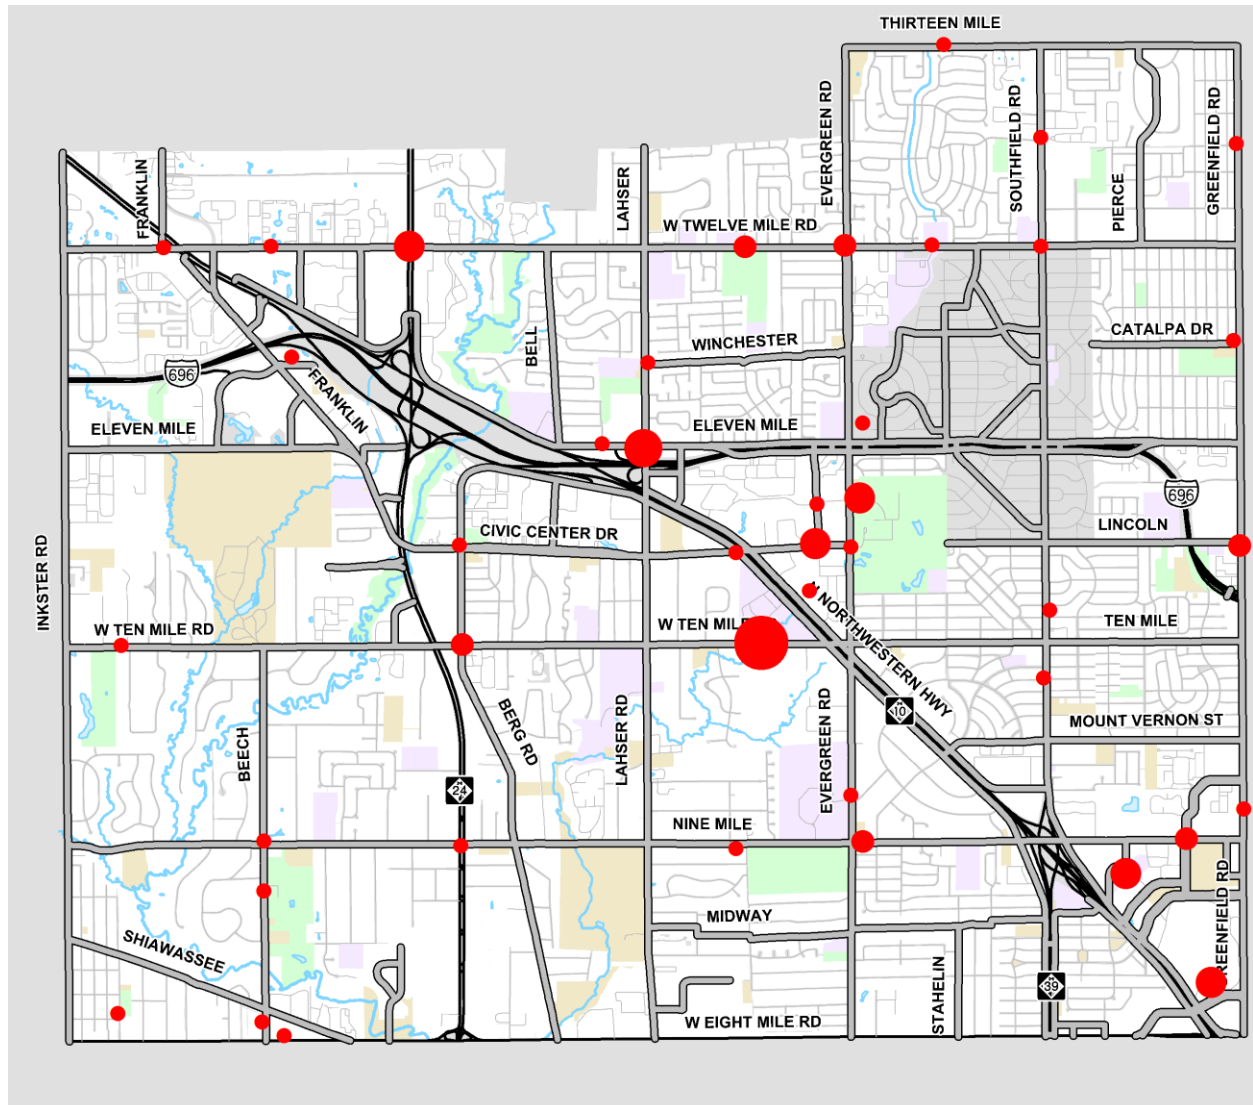 THIRTEEN MILE
EVERGREEN RD
SOUTHFIELD RD
GREENFIELD RD
FRANKLIN
LAHSER
PIERCE
W TWELVE MILE RD
BELL
WINCHESTER
CATALPA DR
696
FRANKLIN
ELEVEN MILE
ELEVEN MILE
696
LINCOLN
CIVIC CENTER DR
INKSTER RD
N NORTHWESTERN HWY
W TEN MILE RD
W TEN MILE
TEN MILE
BERG RD
LAHSER RD
EVERGREEN RD
10
MOUNT VERNON ST
BEECH
24
NINE MILE
MIDWAY
REENFIELD RD
SHIAWASSEE
STAHELIN
39
W EIGHT MILE RD